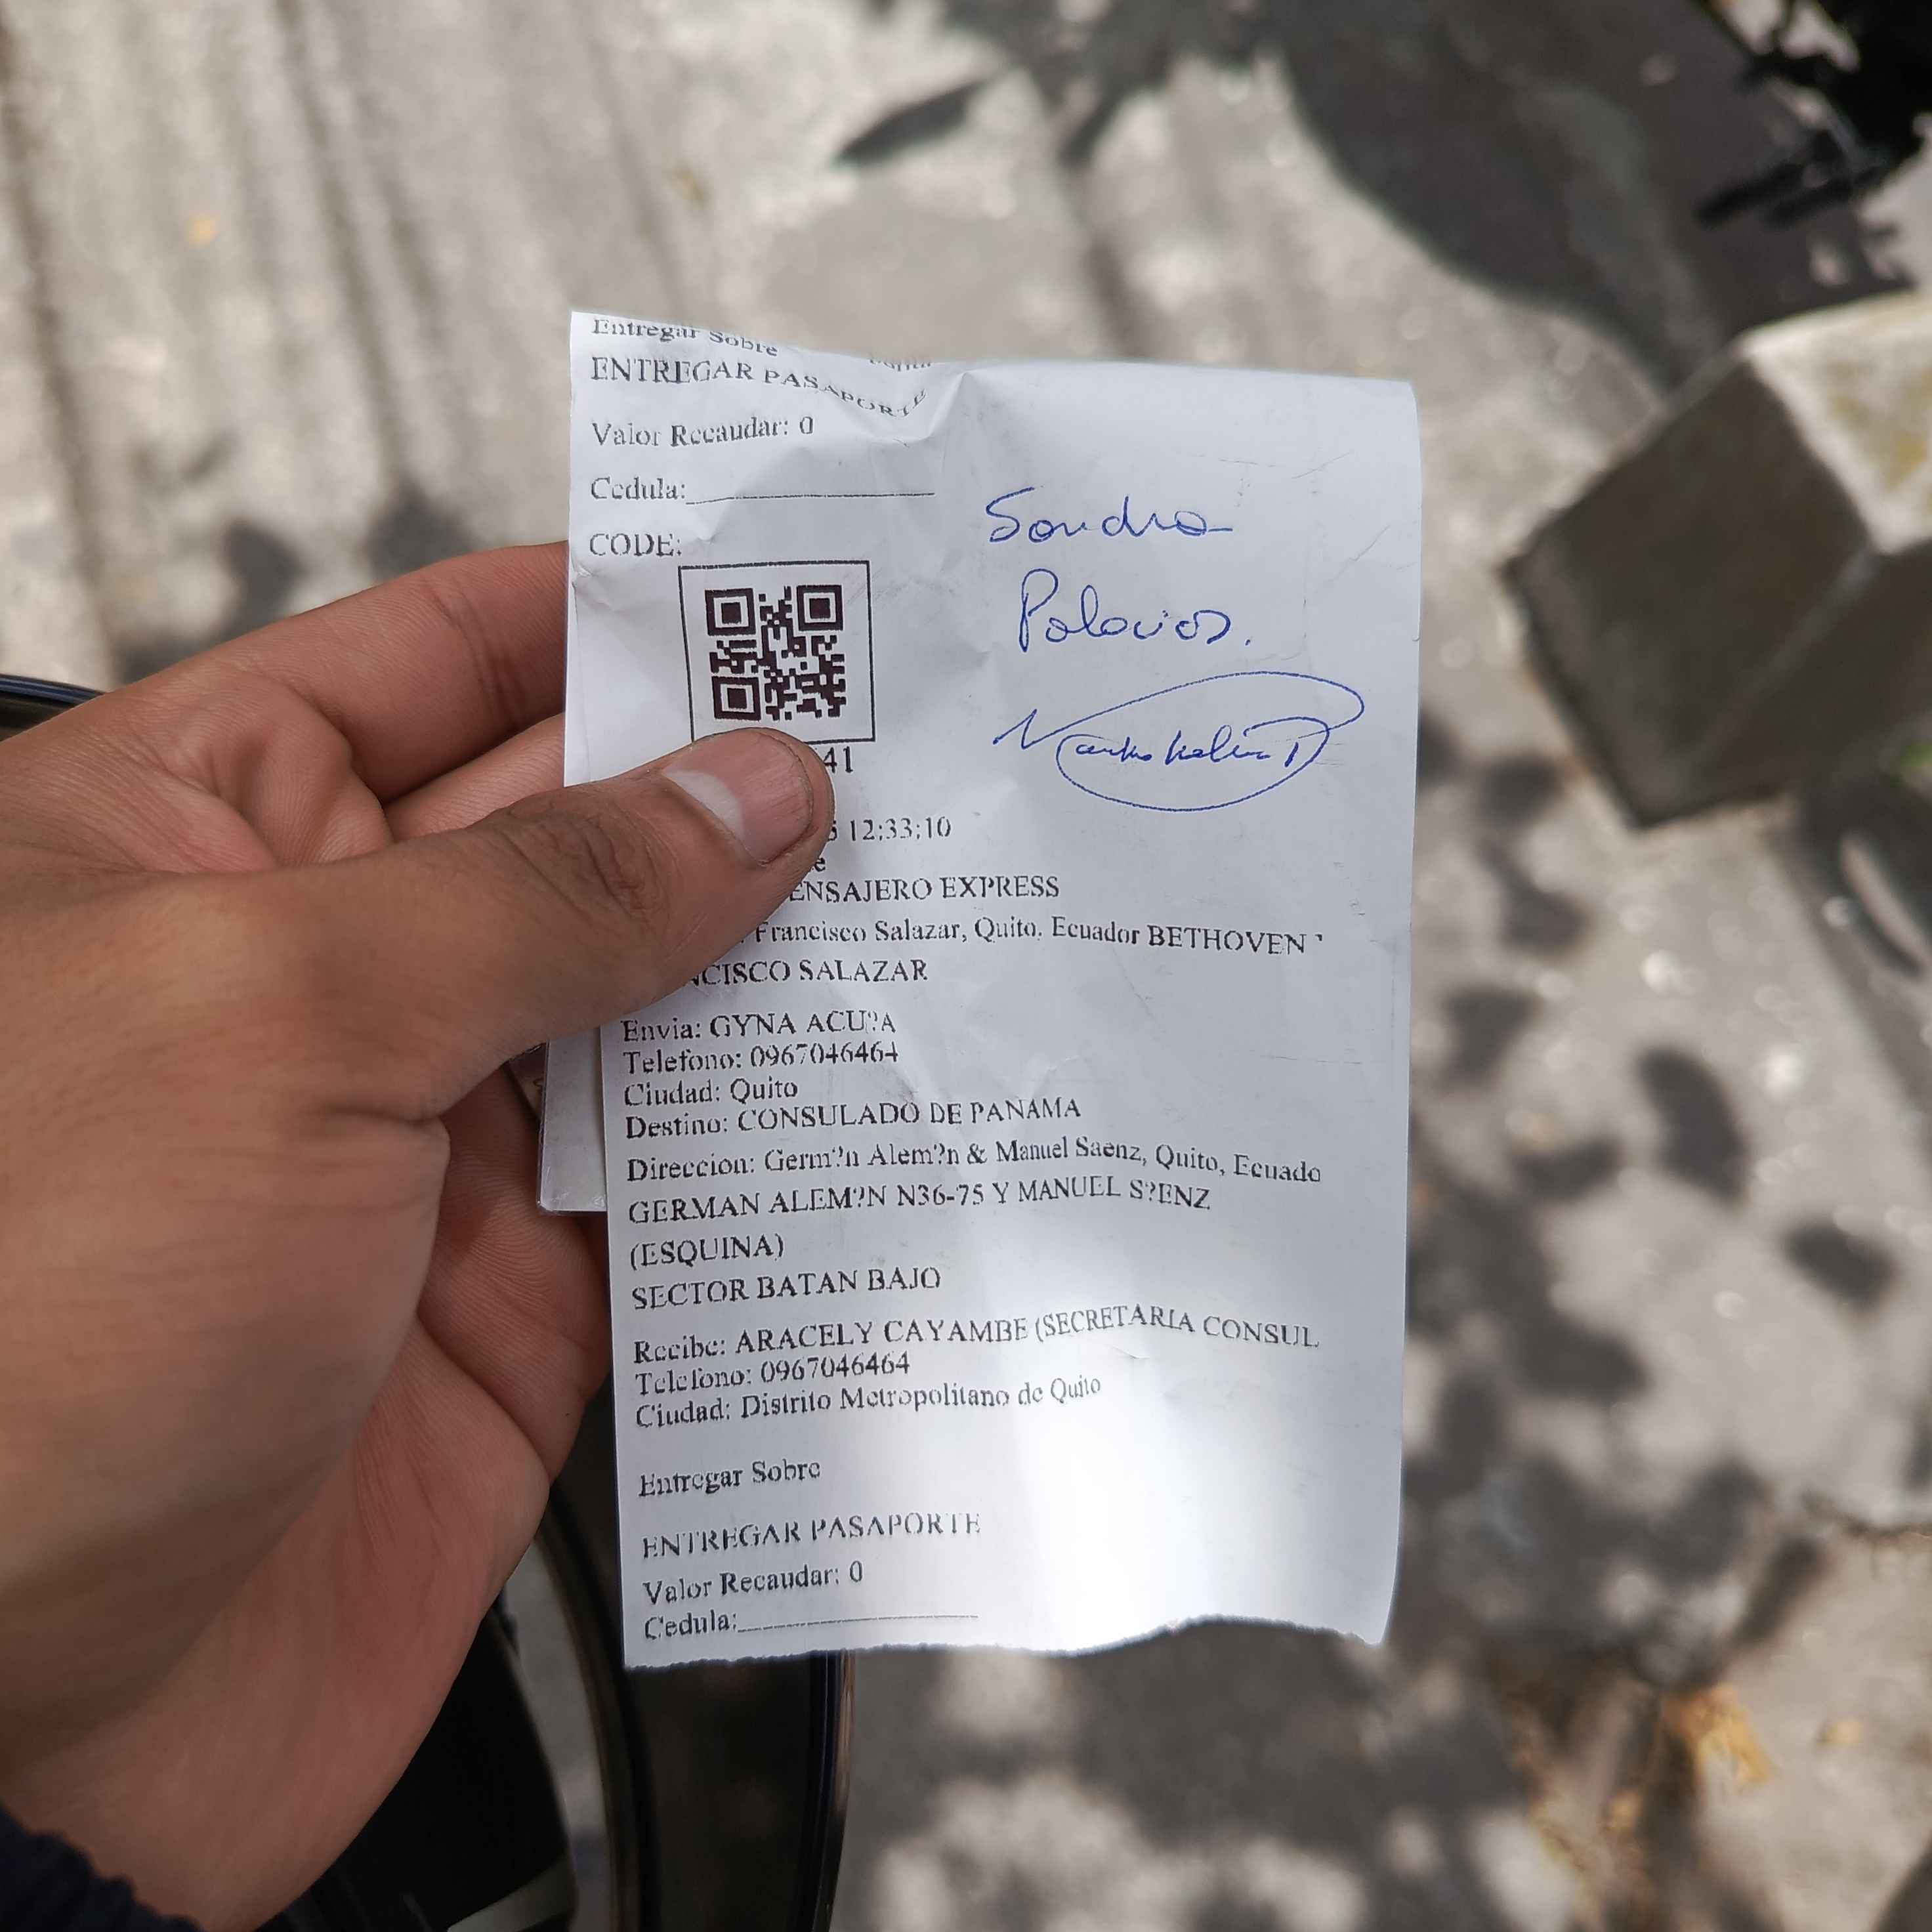 Entregar Sobre
ENTREGAR PASAPORTE
Valor Recaudar: 0
Cedula:
CODE:
Sandra
Palacios.
41
12:33:10
ENSAJERO EXPRESS
Francisco Salazar, Quito, Ecuador BETHOVEN
NCISCO SALAZAR
Envia: GYNA ACU?A
Telefono: 0967046464
Ciudad: Quito
Destino: CONSULADO DE PANAMA
Direccion: Germ?n Alem?n & Manuel Saenz, Quito, Ecuado
GERMAN ALEM?N N36-75 Y MANUEL S?ENZ
(ESQUINA)
SECTOR BATAN BAJO
Recibe: ARACELY CAYAMBE (SECRETARIA CONSUL
Telefono: 0967046464
Ciudad: Distrito Metropolitano de Quito
Entregar Sobre
ENTREGAR PASAPORTE
Valor Recaudar: 0
Cedula: